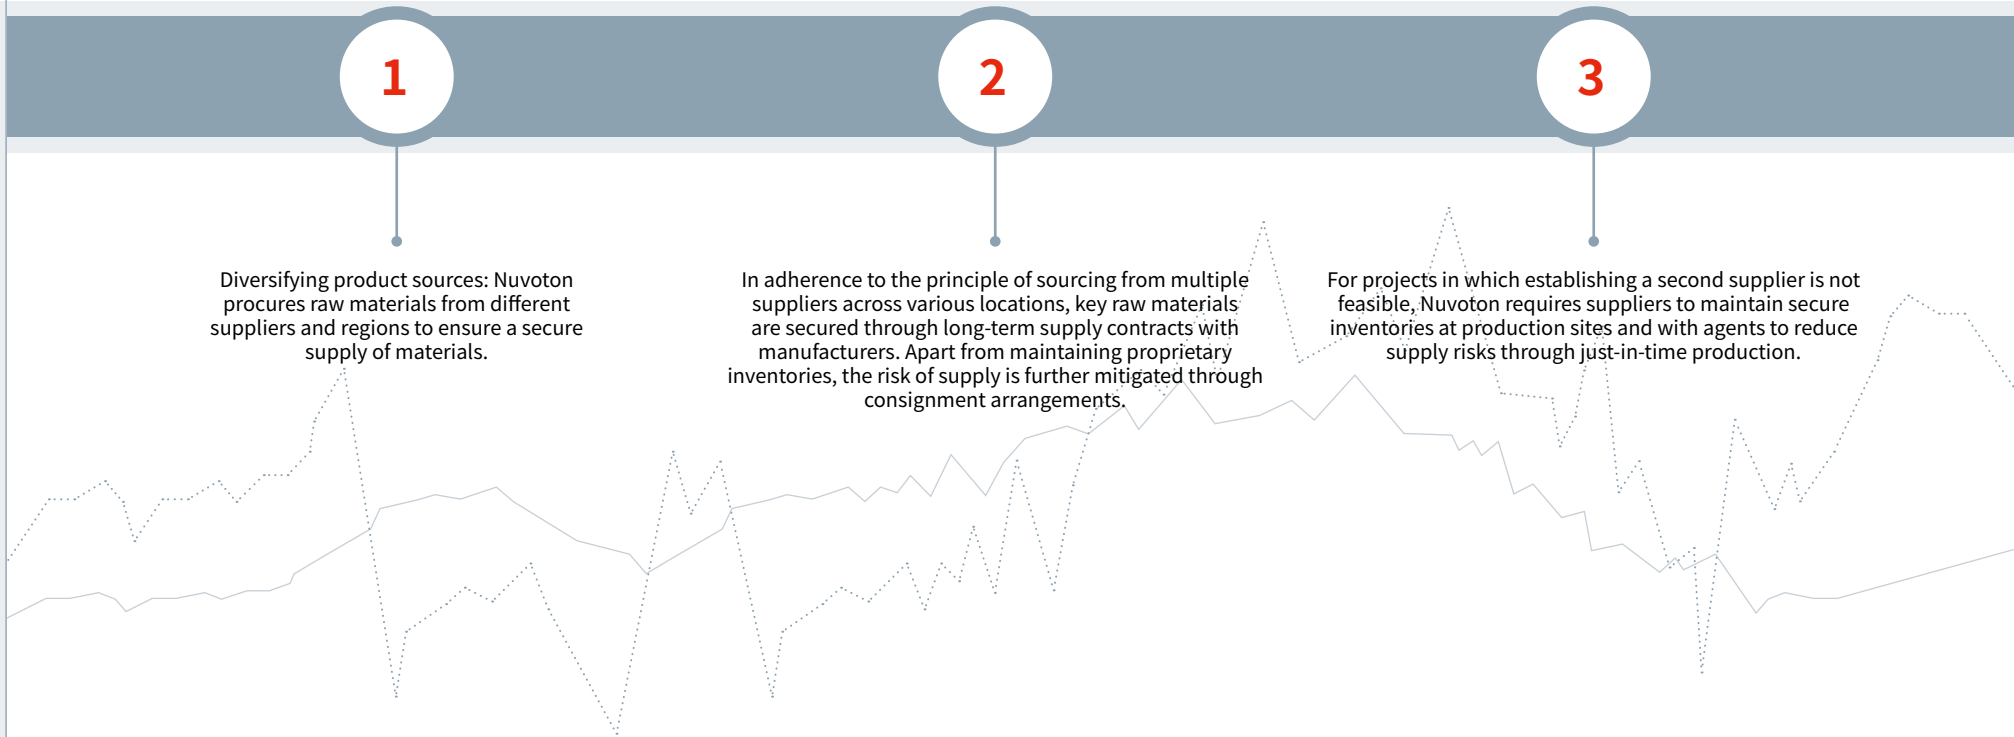 1
Diversifying product sources: Nuvoton
procures raw materials from different
suppliers and regions to ensure a secure
supply of materials.
2
In adherence to the principle of sourcing from multiple
suppliers across various locations, key raw materials
are secured through long-term supply contracts with
manufacturers. Apart from maintaining proprietary
inventories, the risk of supply is further mitigated through
consignment arrangements.
3
For projects in which establishing a second supplier is not
feasible, Nuvoton requires suppliers to maintain secure
inventories at production sites and with agents to reduce
supply risks through just-in-time production.